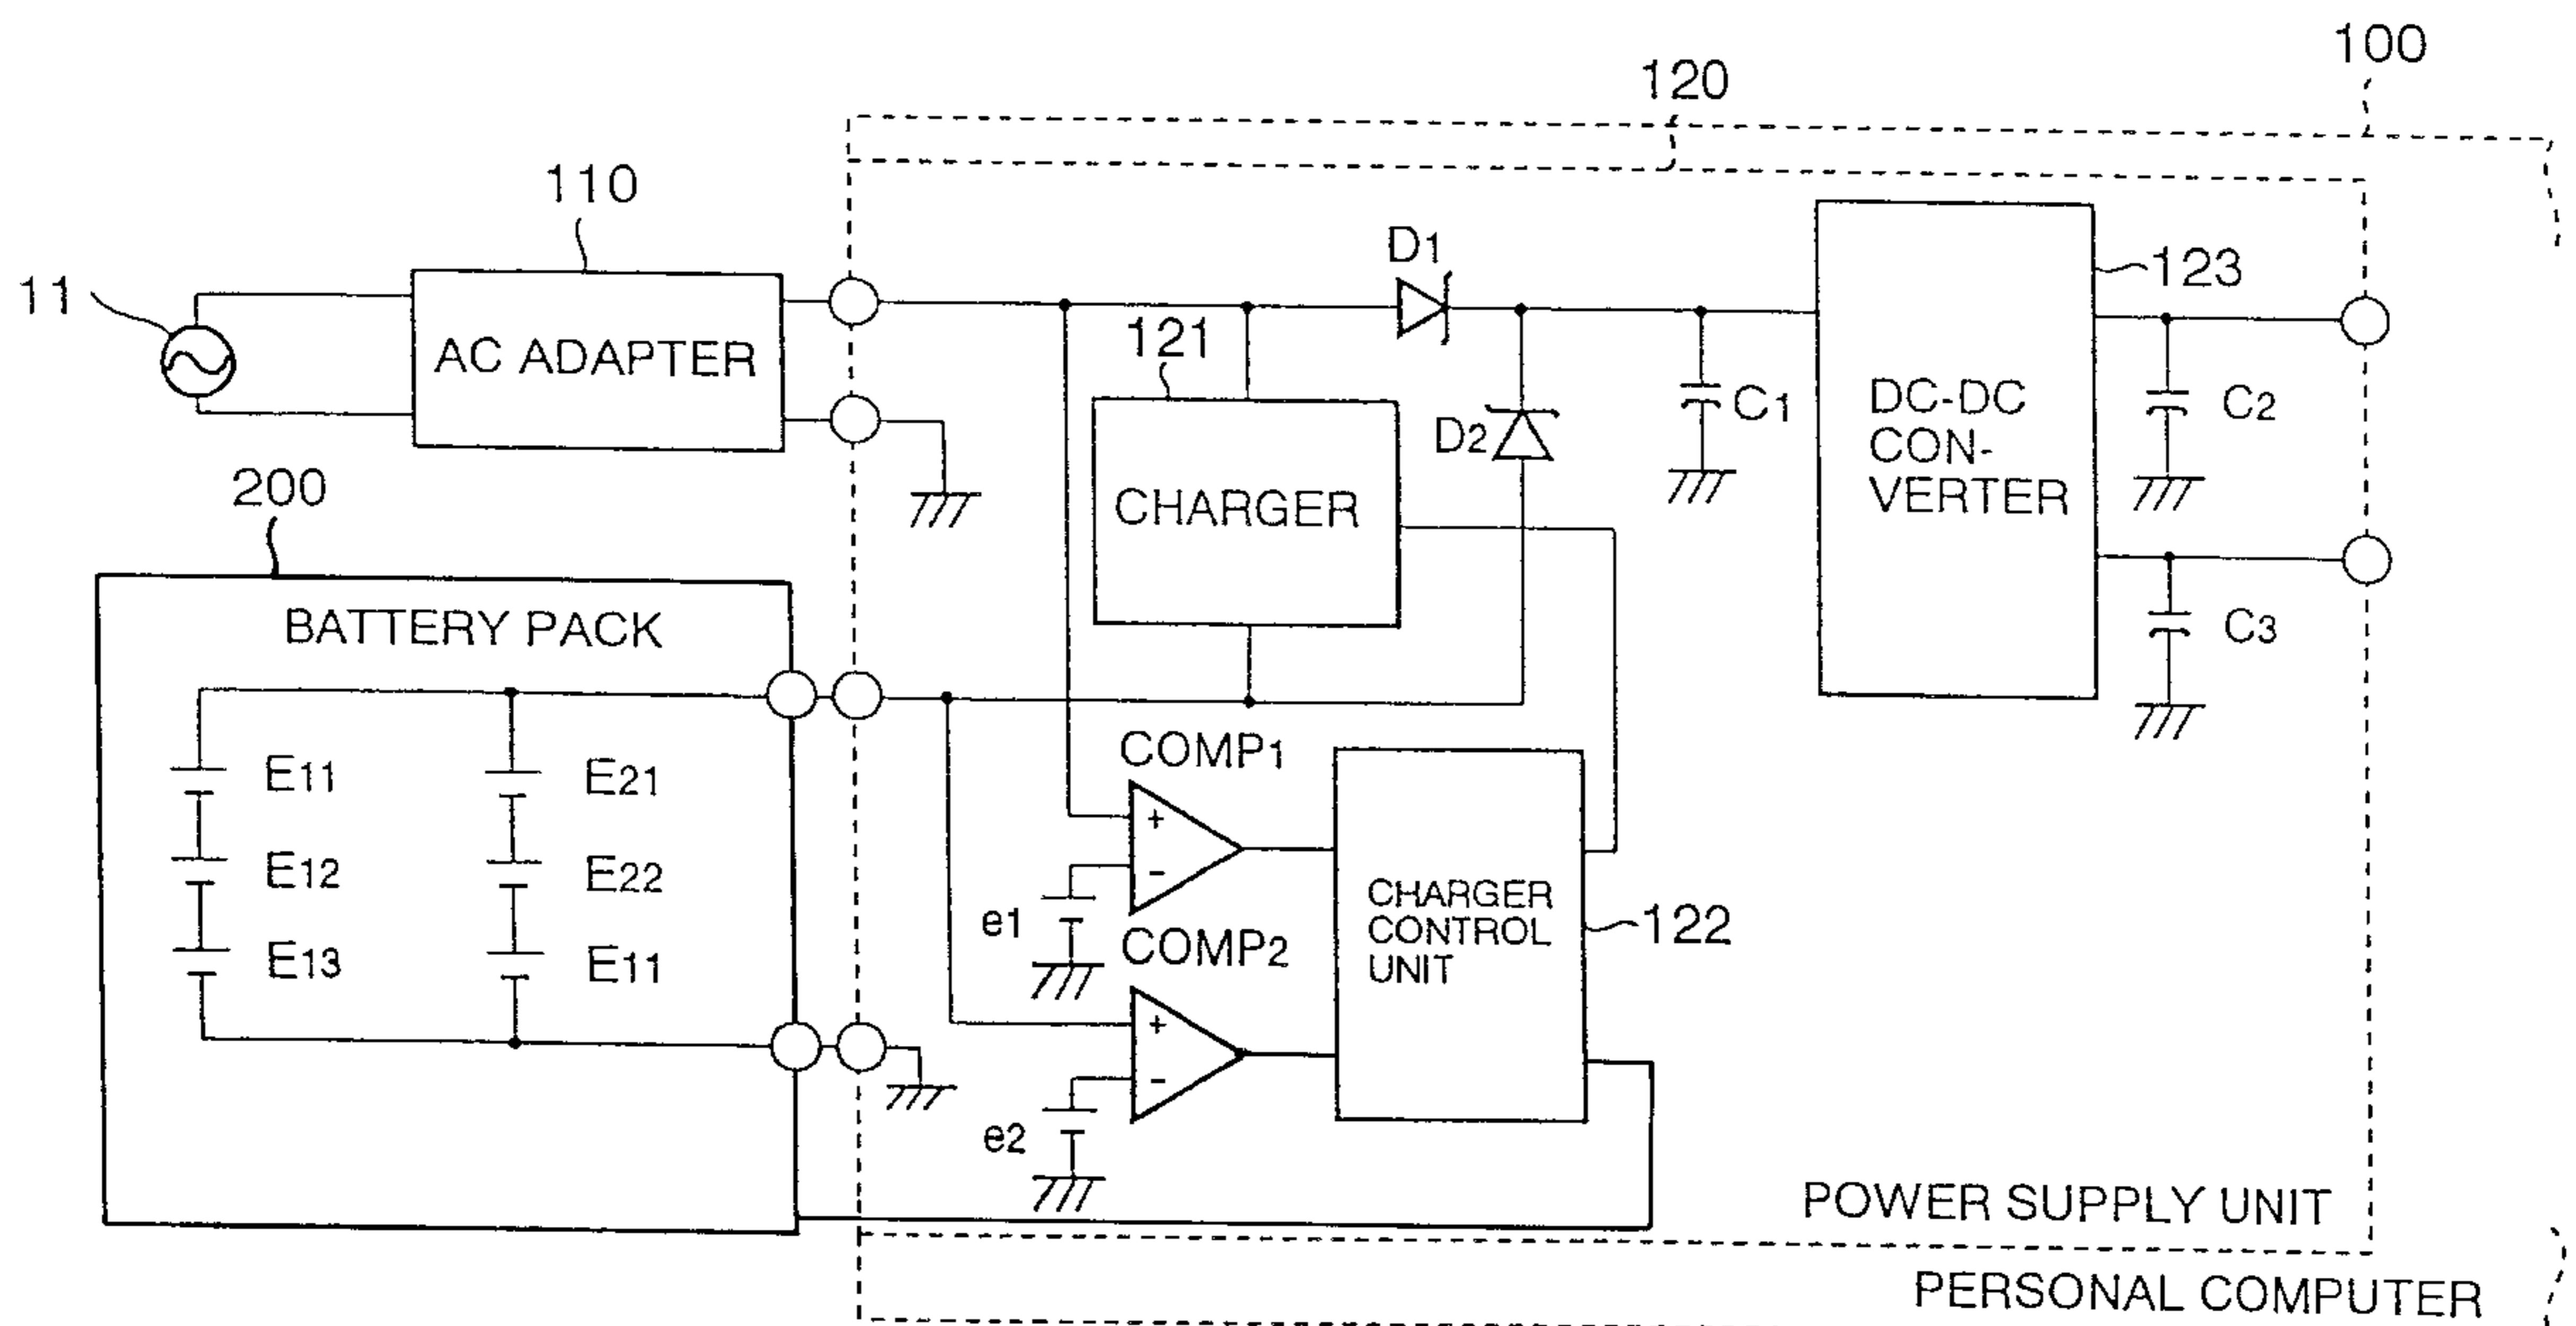 100
120
110
11
AC ADAPTER
D1
123
121
CHARGER
D2
C1
DC-DC
CON-
VERTER
C2
C3
200
BATTERY PACK
E11
E21
E12
E22
E13
E11
COMP1
+
-
e1
COMP2
+
-
e2
CHARGER
CONTROL
UNIT
122
POWER SUPPLY UNIT
PERSONAL COMPUTER